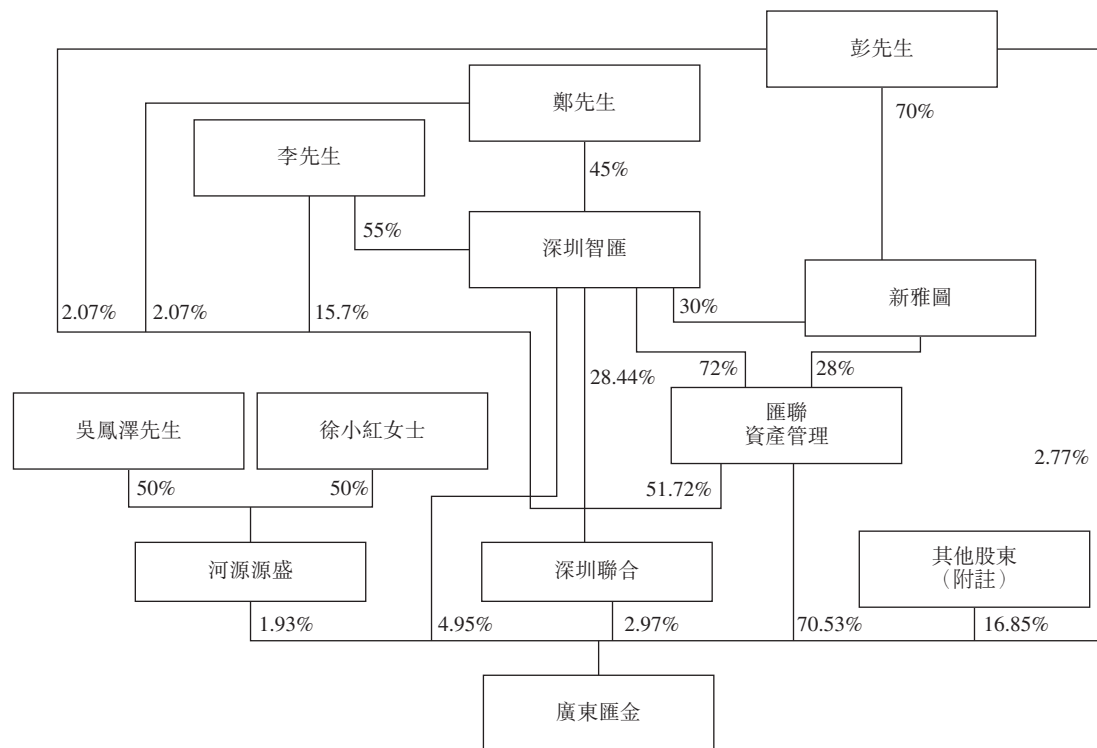 彭先生
鄭先生
70%
李先生
45%
55%
深圳智匯
新雅圖
2.07%
2.07%
15.7%
30%
28.44%
72%
28%
匯聯
資產管理
吳鳳澤先生
徐小紅女士
2.77%
50%
50%
51.72%
河源源盛
深圳聯合
其他股東
（附註）
1.93%
4.95%
2.97%
70.53%
16.85%
廣東匯金